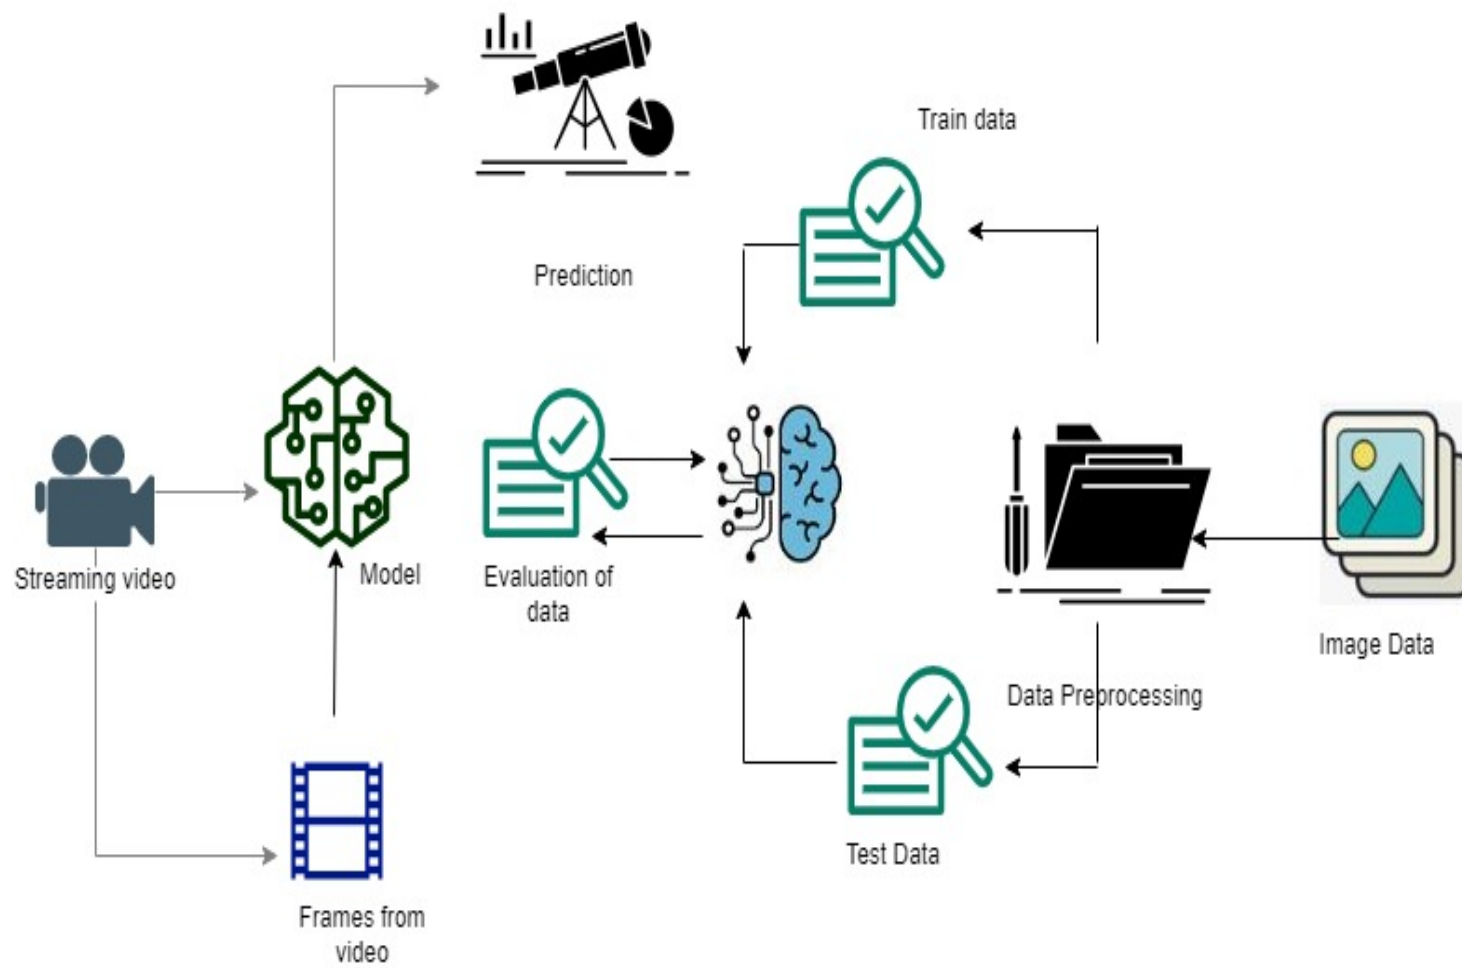 Train data
Prediction
Streaming video
Model
Evaluation of
data
Image Data
Data Preprocessing
Test Data
Frames from
video